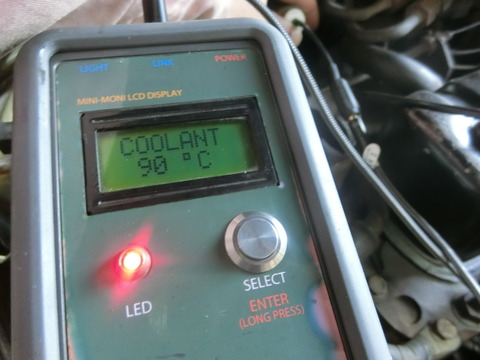 LIGHT LINK POWER
MINI-MONI LCD DISPLAY
COOLANT
90 °C
LED
SELECT
ENTER
(LONG PRESS)